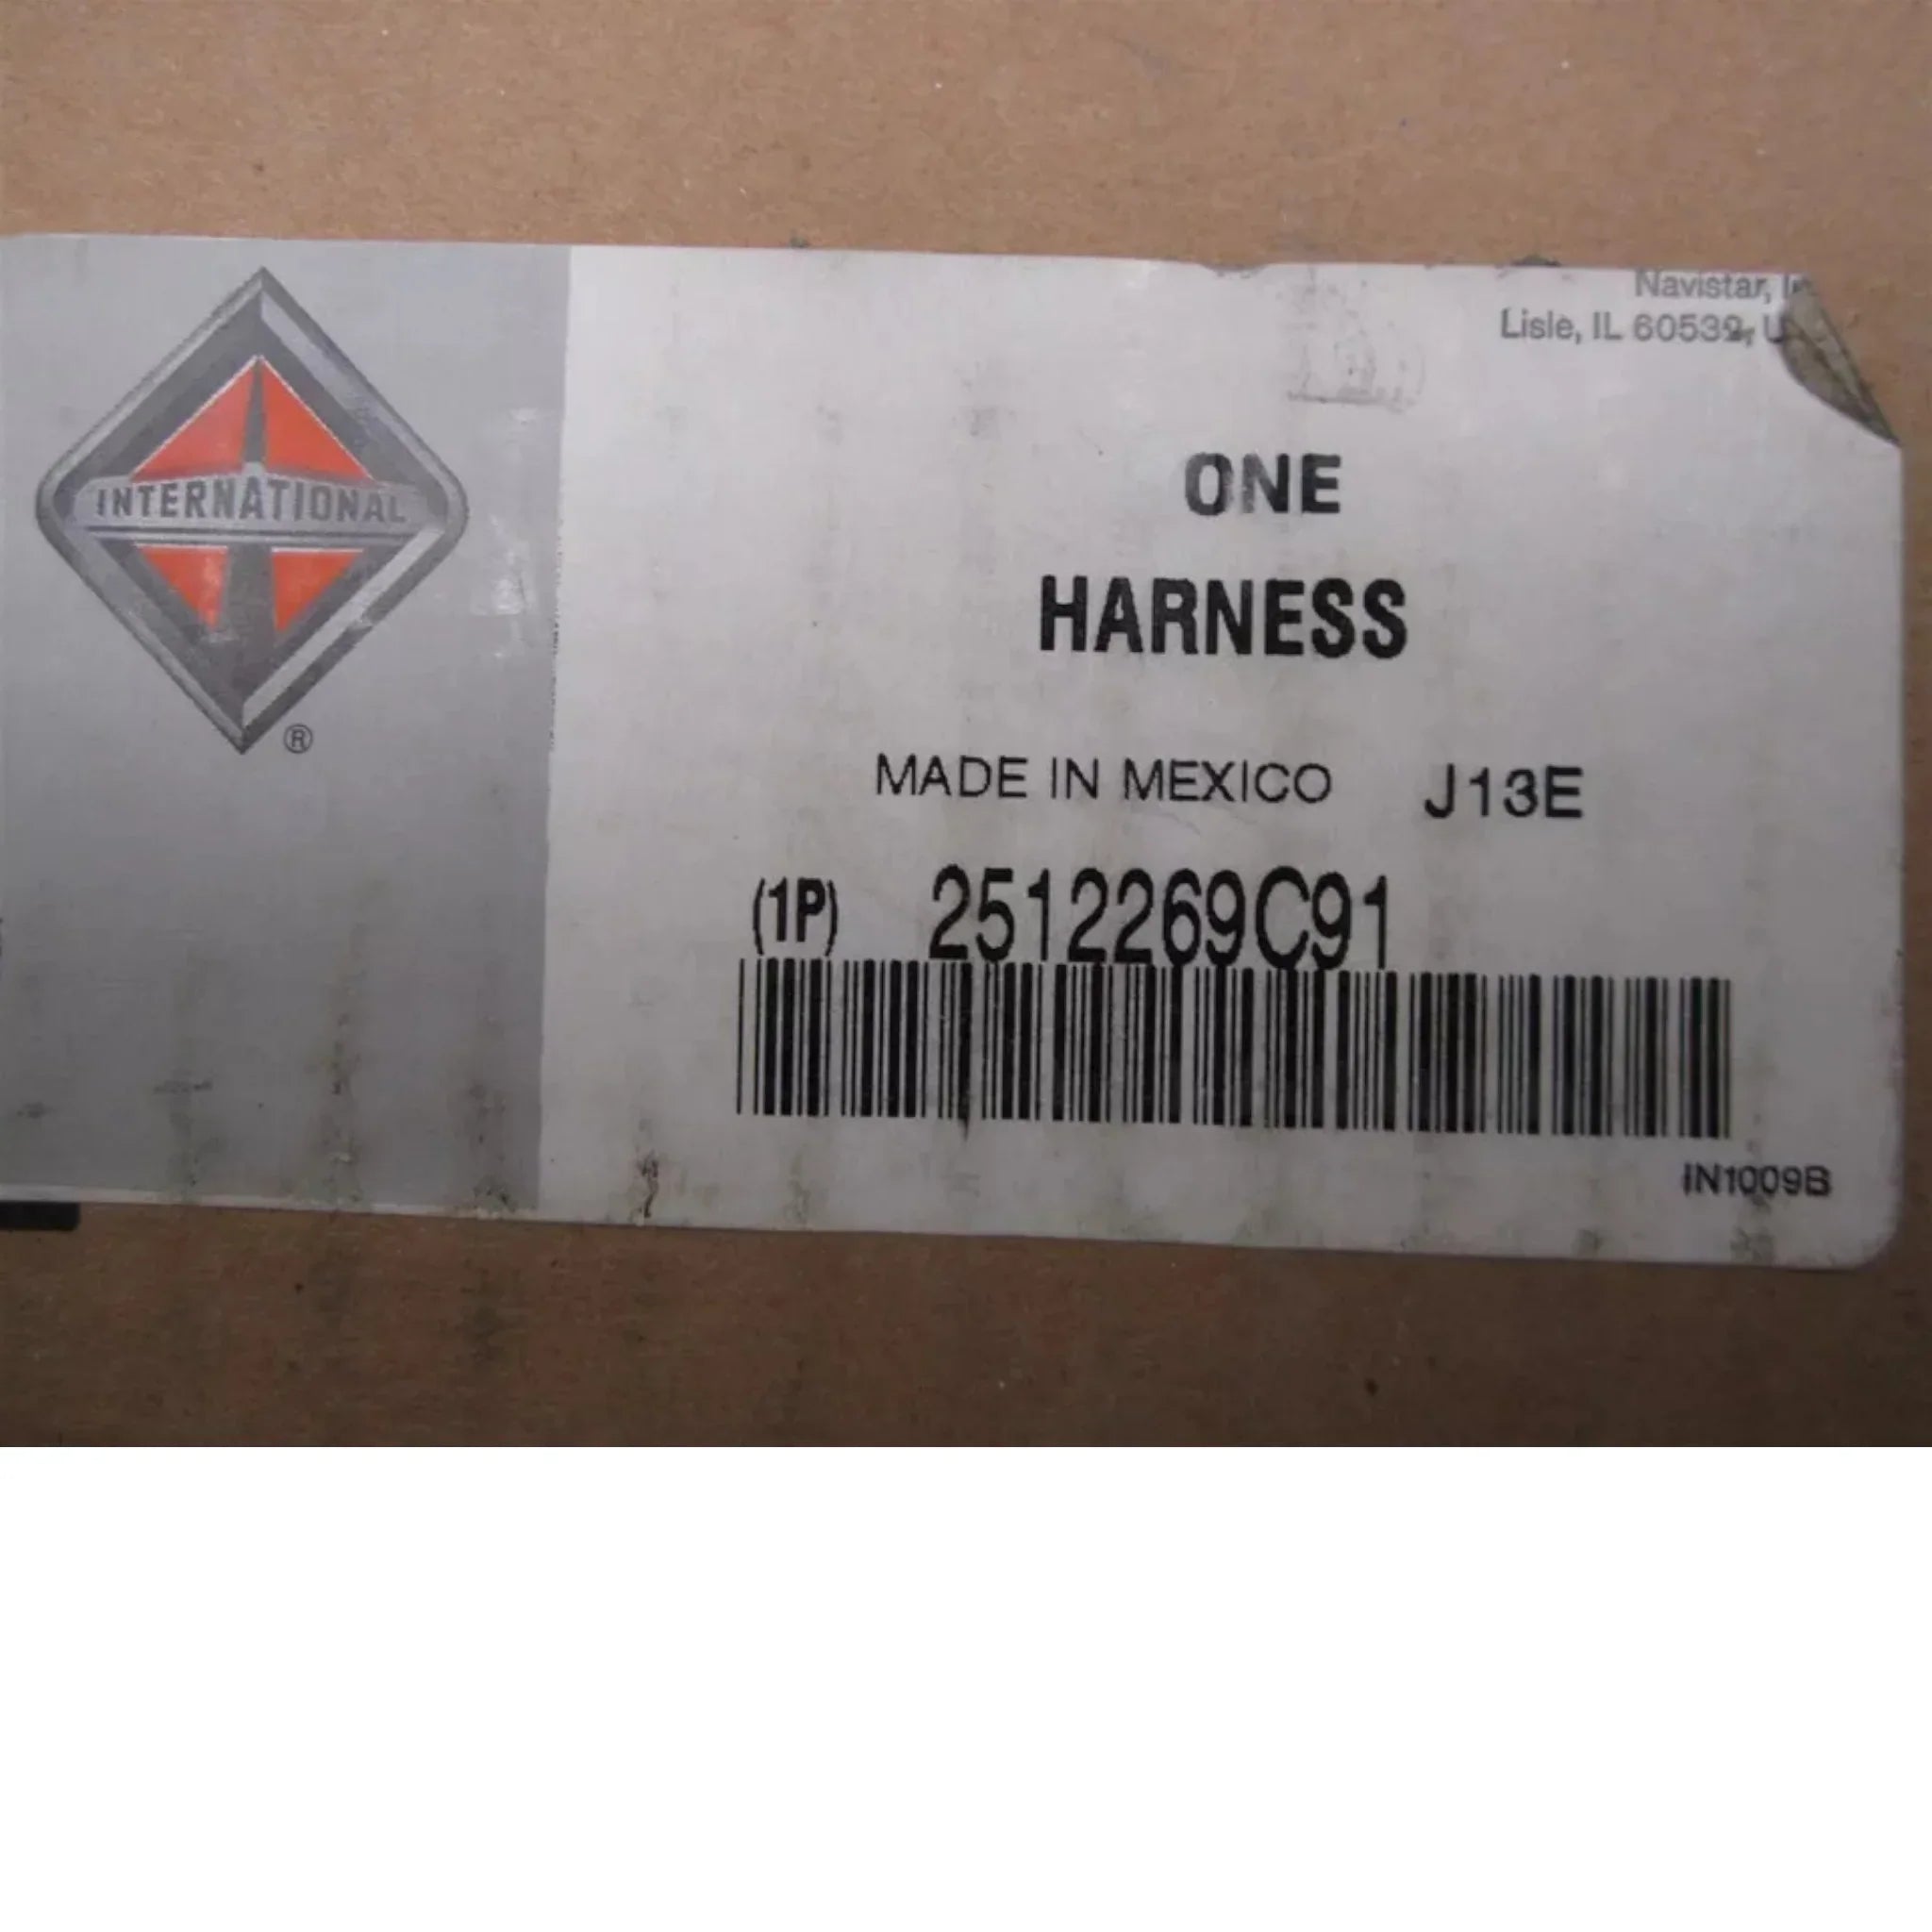 INTERNATIONAL
®
Navistar,
Lisle, IL 60532,
ONE
HARNESS
MADE IN MEXICO J13E
(1P) 2512269C91
IN1009B